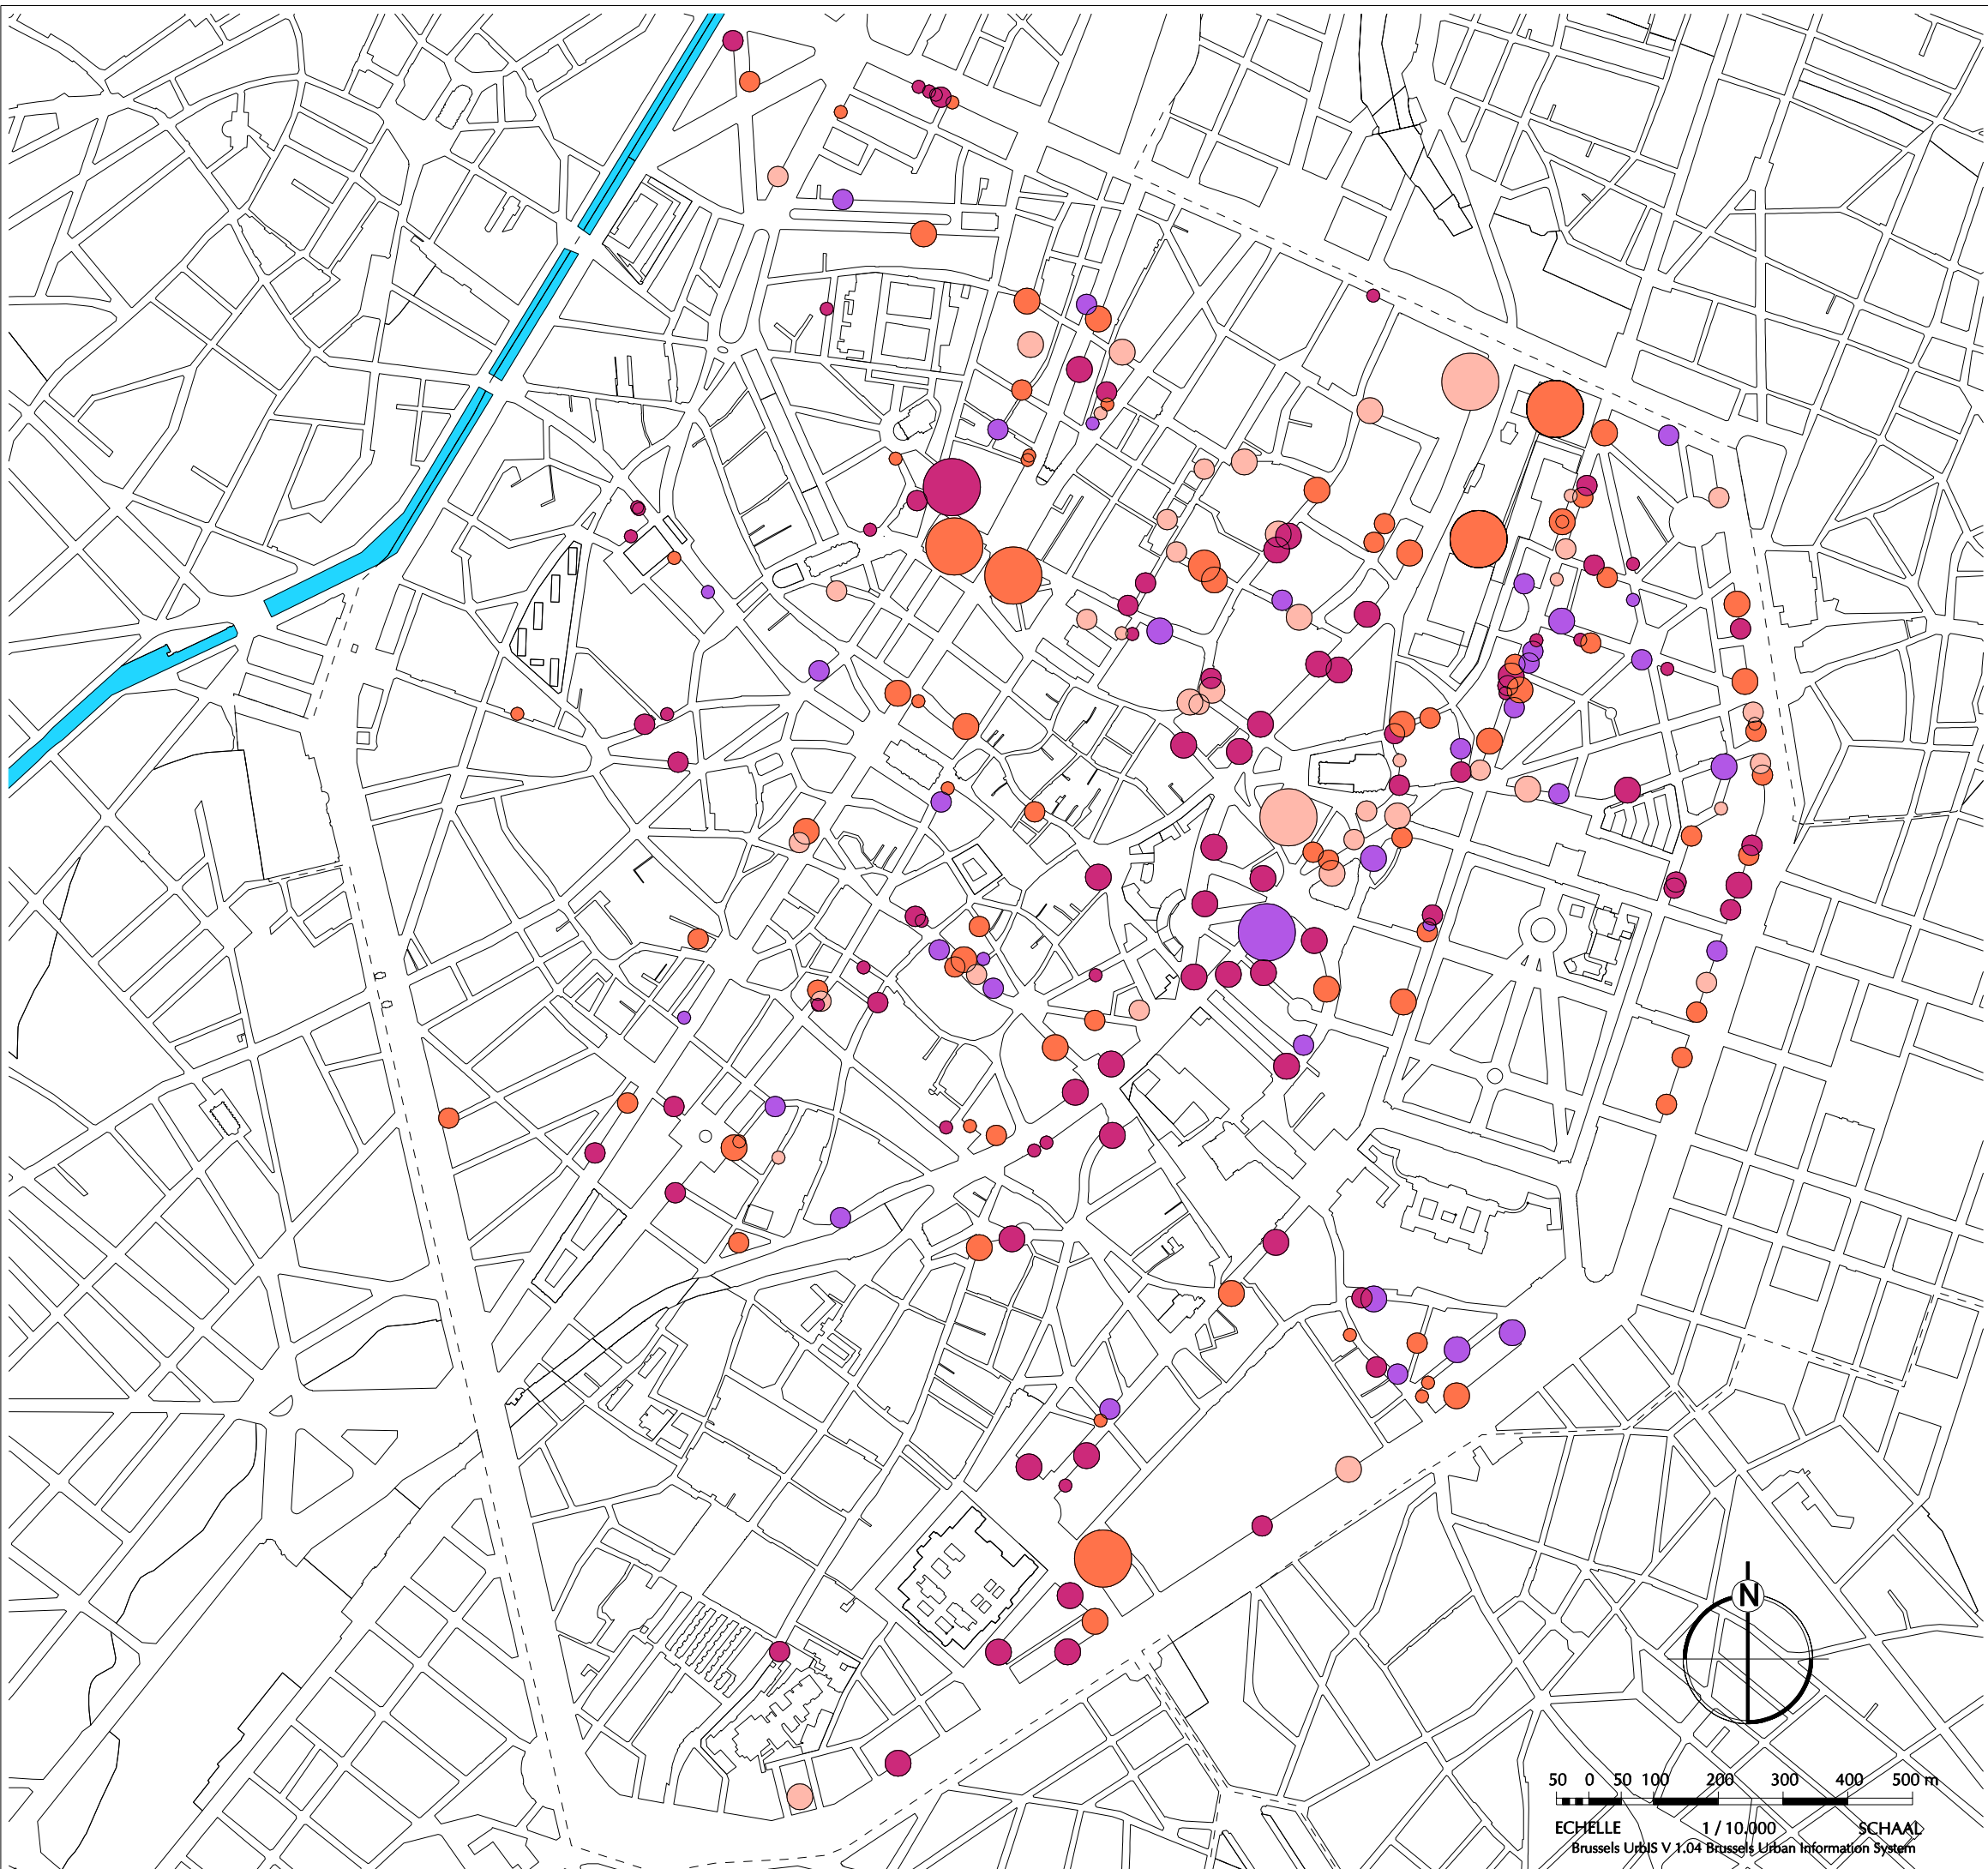 N
50 0 50 100 200 300 400 500 m
ECHELLE 1 / 10.000 SCHAAL
Brussels UrbIS V 1.04 Brussels Urban Information System